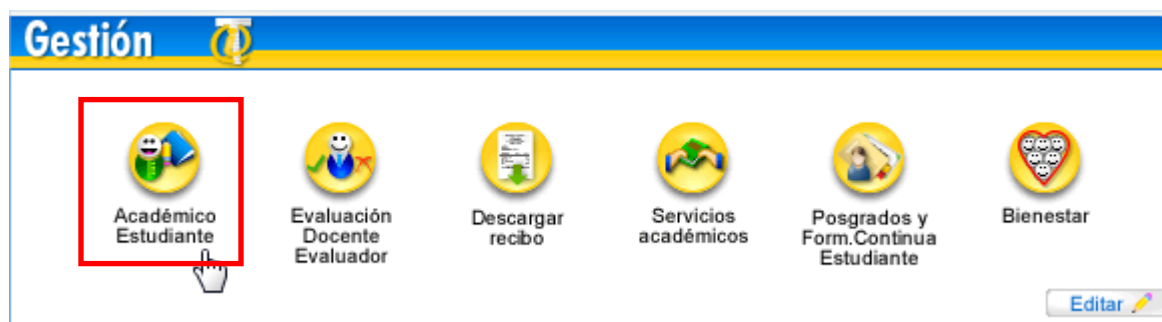 Gestión
Académico
Estudiante
Evaluación
Docente
Evaluador
Descargar
recibo
Servicios
académicos
Posgrados y
Form.Continua
Estudiante
Bienestar
Editar